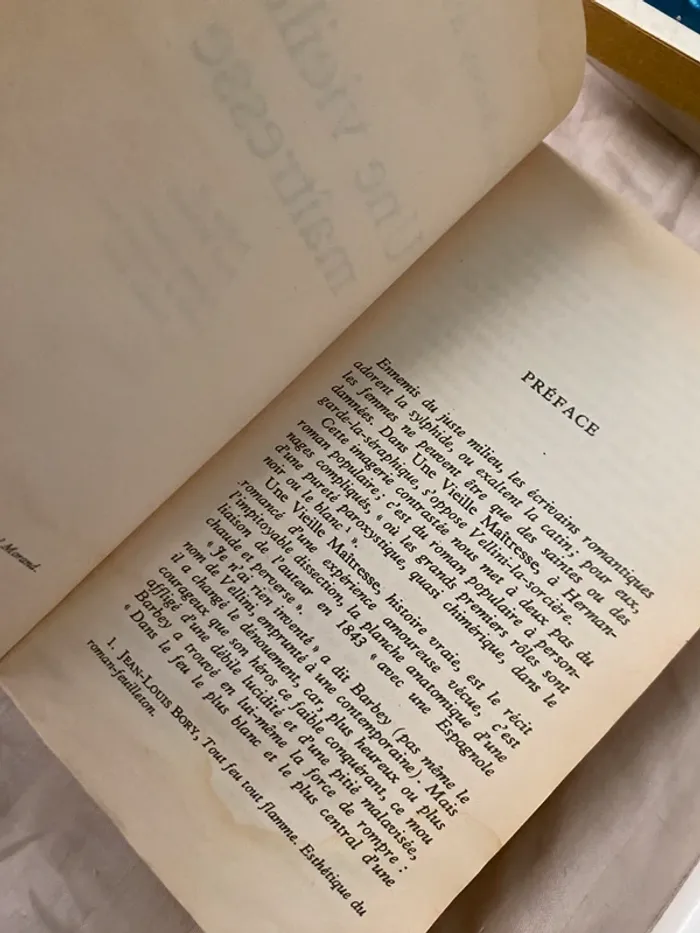 Une vieille
maîtresse
Morand.
PRÉFACE
Ennemis du juste milieu, les écrivains romantiques
adorent la sylphide, ou exaltent la catin; pour eux,
les femmes ne peuvent être que des saintes ou des
damnées. Dans Une Vieille Maîtresse, à Herman-
garde-la-séraphique, s'oppose Vellini-la-sorcière.
Cette imagerie contrastée nous met à deux pas du
roman populaire; c'est du roman populaire à person-
nages compliqués, « ou les grands premiers rôles sont
d'une pureté paroxystique, quasi chimérique, dans le
noir ou le blanc ¹ ».
Une Vieille Maîtresse, histoire vraie, est le récit
romancé d'une expérience amoureuse vécue, c'est
l'impitoyable dissection, la planche anatomique d'une
liaison de l'auteur en 1843 « avec une Espagnole
chaude et perverse ».
« Je n'ai rien inventé » a dit Barbey (pas même le
nom de Vellini, emprunté à une contemporaine). Mais
il a changé le dénouement, car, plus heureux ou plus
courageux que son héros ce faible conquérant, ce mou
affligé d'une débile lucidité et d'une pitié malavisée,
Barbey a trouvé en lui-même la force de rompre :
« Dans le feu le plus blanc et le plus central d'une
1. JEAN-LOUIS BORY, Tout feu tout flamme. Esthétique du
roman-feuilleton.